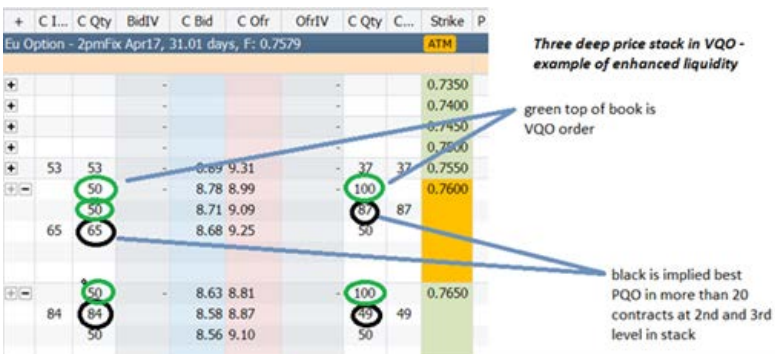 + C I... C Qty BidIV C Bid C Ofr OfrIV C Qty C... Strike P
Eu Option - 2pmFix Apr17, 31.01 days, F: 0.7579 ATM
Three deep price stack in VQO -
example of enhanced liquidity
+ - - 0.7350
+ - - 0.7400
+ - - 0.7450
+ - - 0.7500
green top of book is
VQO order
+ 53 53 - 8.89 9.31 - 37 37 0.7550
+ - 50 - 8.78 8.99 - 100 0.7600
50 8.71 9.09 87 87
65 65 8.68 9.25 50
black is implied best
PQO in more than 20
contracts at 2nd and 3rd
level in stack
+ - 50 - 8.63 8.81 - 100 0.7650
84 84 8.58 8.87 49 49
50 8.56 9.10 50